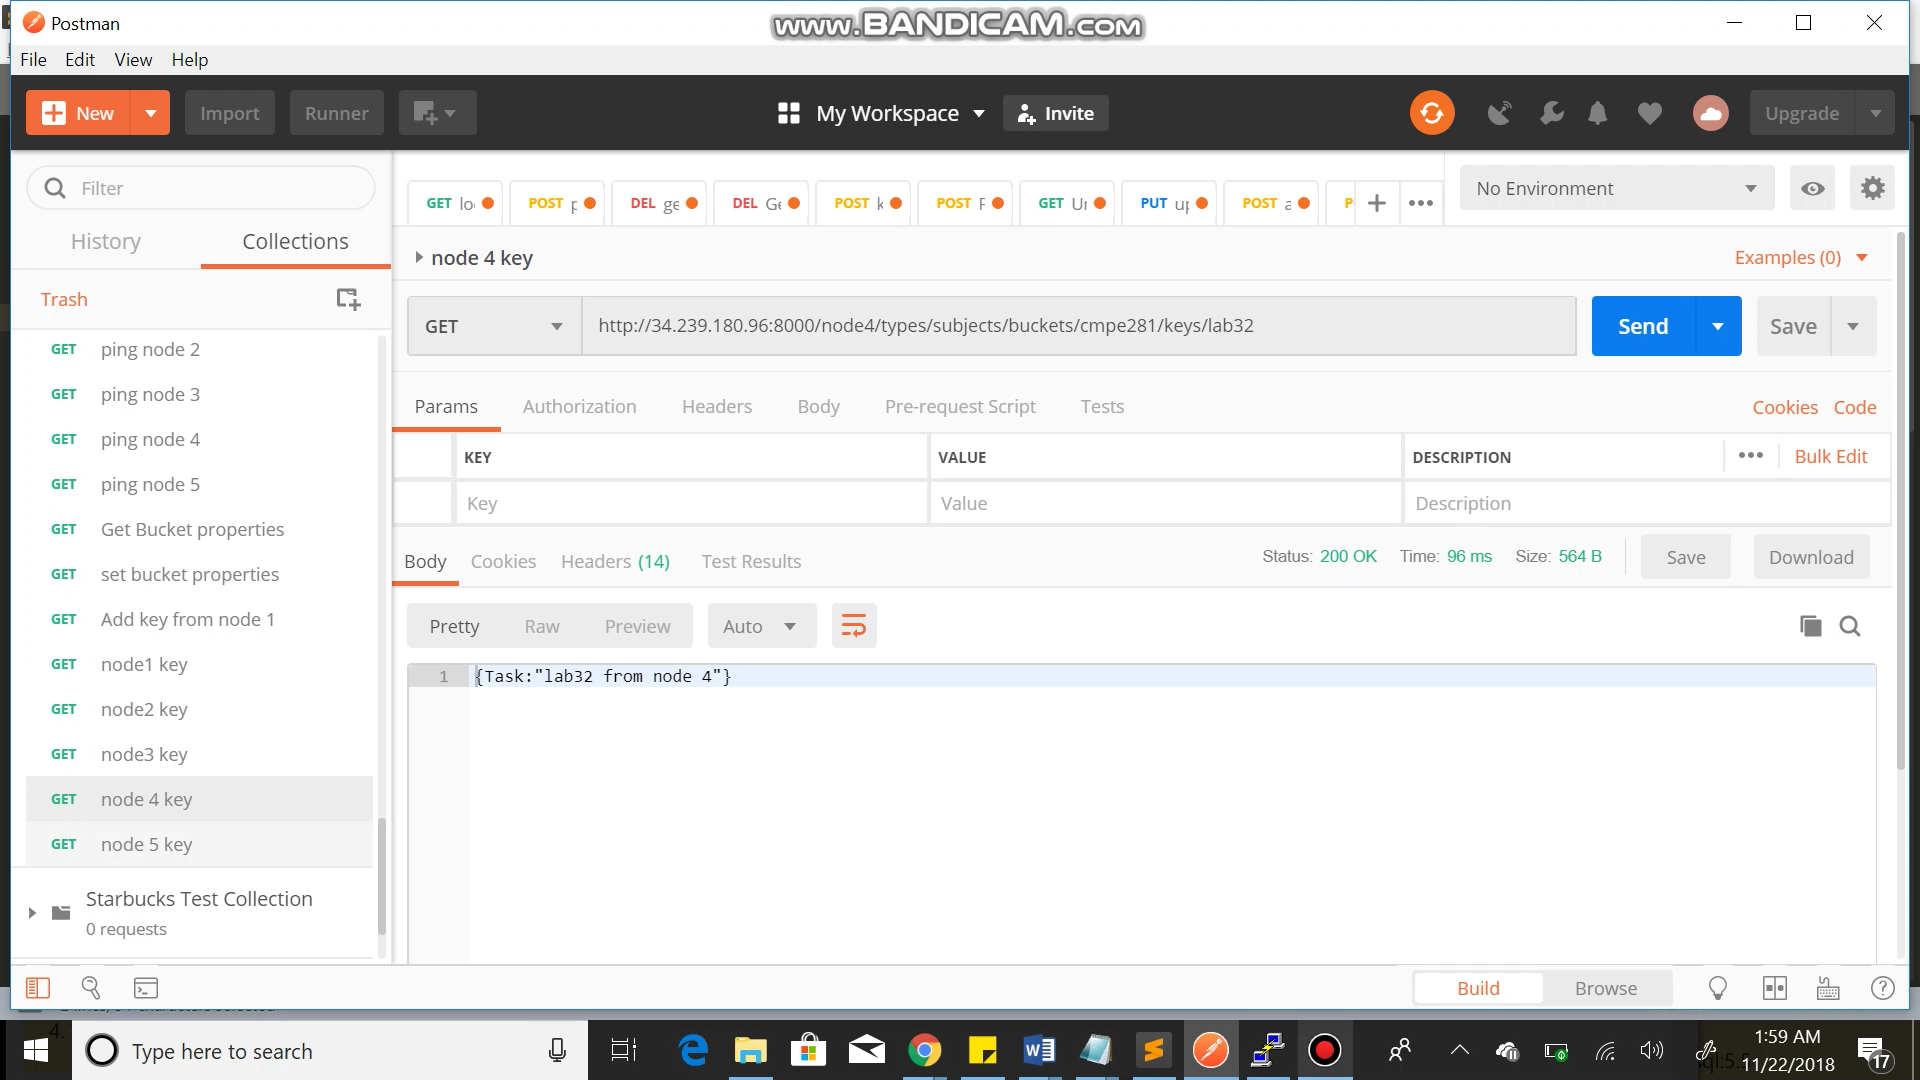 Postman
www.BANDICAM.com
File Edit View Help
New
Import
Runner
My Workspace
Invite
Upgrade
Filter
GET
POST
DEL
DEL
POST
POST
GET
PUT
POST
No Environment
History
Collections
node 4 key
Examples (0)
Trash
GET
http://34.239.180.96:8000/node4/types/subjects/buckets/cmpe281/keys/lab32
Send
Save
GET ping node 2
GET ping node 3
GET ping node 4
GET ping node 5
GET Get Bucket properties
GET set bucket properties
GET Add key from node 1
GET node1 key
GET node2 key
GET node3 key
GET node 4 key
GET node 5 key
Starbucks Test Collection
0 requests
Params Authorization Headers Body Pre-request Script Tests
Cookies Code
KEY VALUE DESCRIPTION
Bulk Edit
Key Value Description
Body Cookies Headers (14) Test Results
Status: 200 OK Time: 96 ms Size: 564 B
Save
Download
Pretty Raw Preview
Auto
1 {Task:"lab32 from node 4"}
Build Browse
Type here to search
1:59 AM
11/22/2018
17